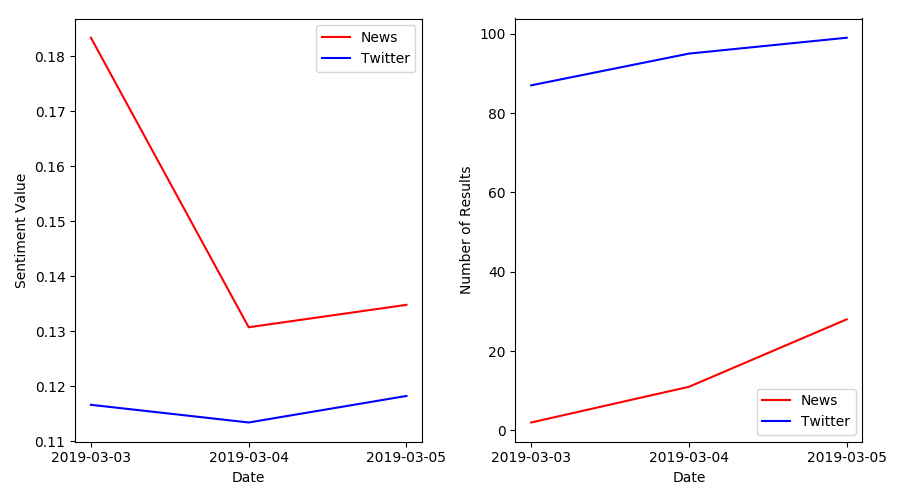 Sentiment Value
0.18
0.17
0.16
0.15
0.14
0.13
0.12
0.11
News
Twitter
2019-03-03 2019-03-04 2019-03-05
Date
Number of Results
100
80
60
40
20
0
News
Twitter
2019-03-03 2019-03-04 2019-03-05
Date